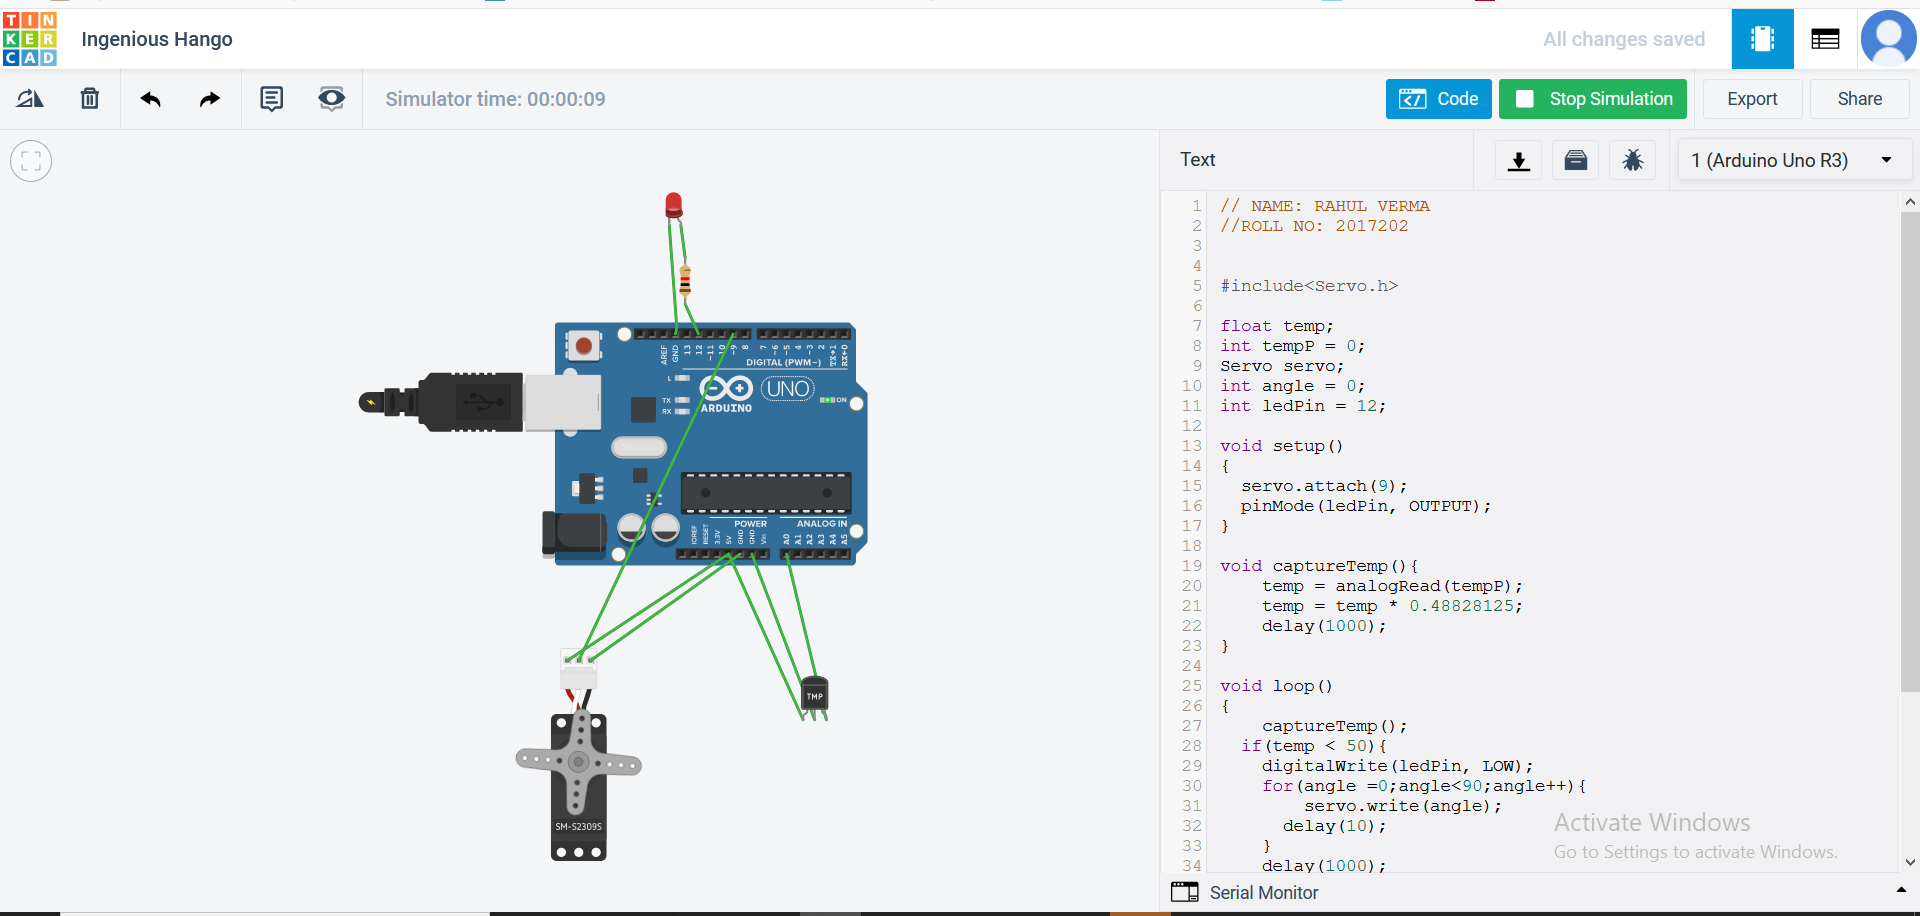 TINKERCAD
Ingenious Hango
All changes saved
Simulator time: 00:00:09
Code
Stop Simulation
Export
Share
Text
1 (Arduino Uno R3)
AREF
GND
13
12
~11
10
~9
8
7
~6
~5
4
~3
2
TX→1
RX←0
DIGITAL (PWM~)
L
TX
RX
ARDUINO
UNO
ON
POWER
ANALOG IN
IOREF
RESET
3.3V
5V
GND
GND
Vin
A0
A1
A2
A3
A4
A5
TMP
SM-S2309S
1 // NAME: RAHUL VERMA
2 //ROLL NO: 2017202
3
4
5 #include<Servo.h>
6
7 float temp;
8 int tempP = 0;
9 Servo servo;
10 int angle = 0;
11 int ledPin = 12;
12
13 void setup()
14 {
15 servo.attach(9);
16 pinMode(ledPin, OUTPUT);
17 }
18
19 void captureTemp(){
20 temp = analogRead(tempP);
21 temp = temp * 0.48828125;
22 delay(1000);
23 }
24
25 void loop()
26 {
27 captureTemp();
28 if(temp < 50){
29 digitalWrite(ledPin, LOW);
30 for(angle =0;angle<90;angle++){
31 servo.write(angle);
32 delay(10);
33 }
34 delay(1000);
Activate Windows
Go to Settings to activate Windows.
Serial Monitor